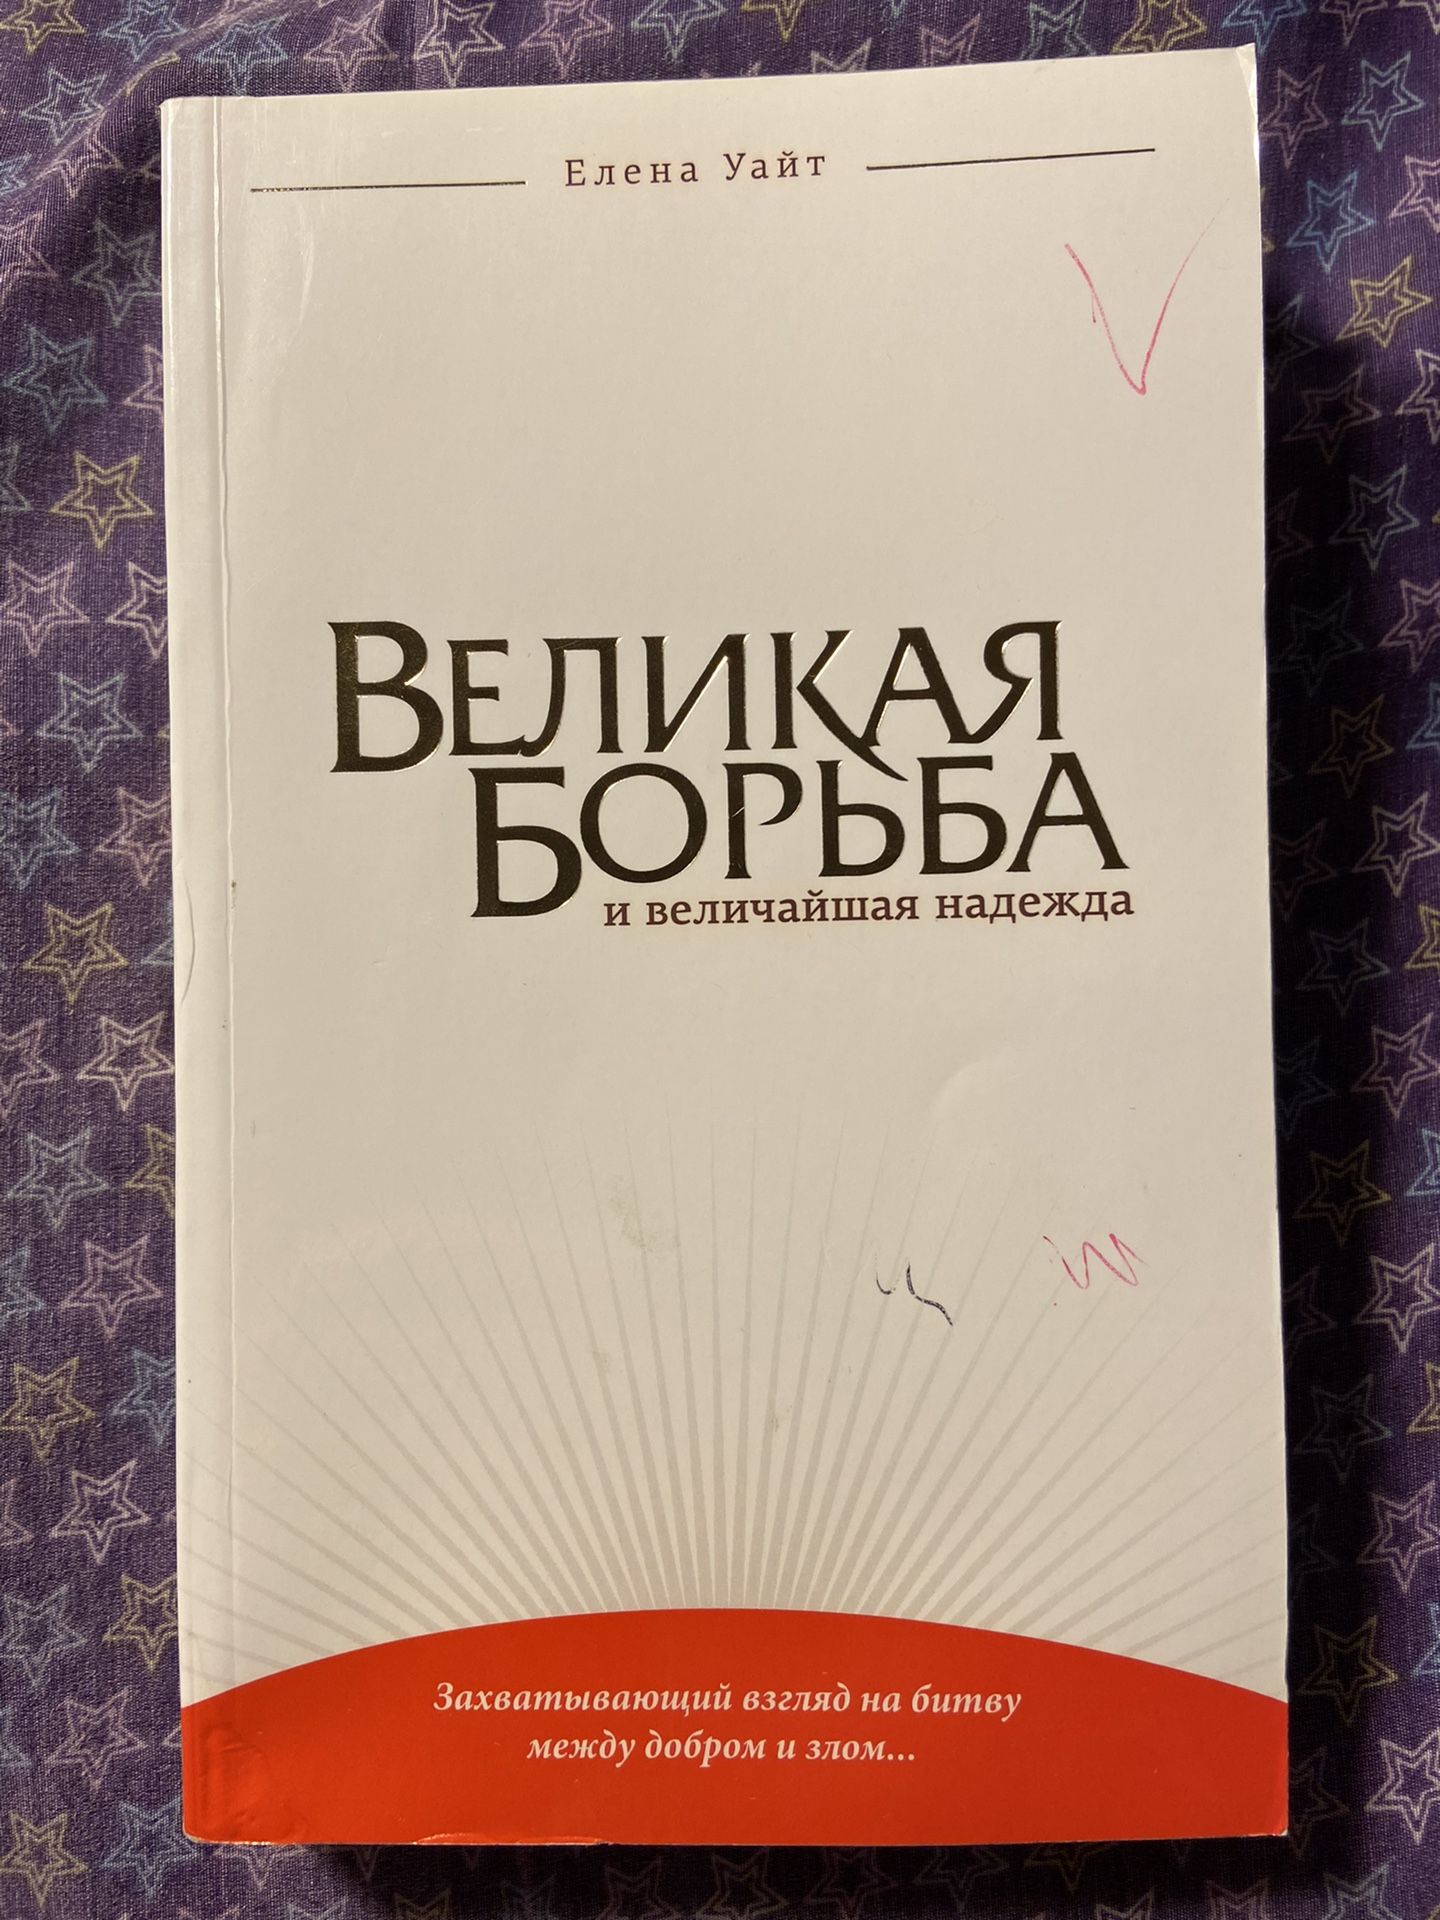 Елена Уайт
ВЕЛИКАЯ
БОРЬБА
и величайшая надежда
Захватывающий взгляд на битву
между добром и злом...